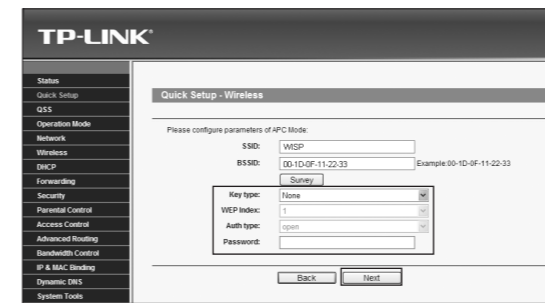 TP-LINK®
Status
Quick Setup
QSS
Operation Mode
Network
Wireless
DHCP
Forwarding
Security
Parental Control
Access Control
Advanced Routing
Bandwidth Control
IP & MAC Binding
Dynamic DNS
System Tools
Quick Setup - Wireless
Please configure parameters of APC Mode:
SSID: WISP
BSSID: 00-1D-0F-11-22-33 Example:00-1D-0F-11-22-33
Survey
Key type: None
WEP Index: 1
Auth type: open
Password:
Back Next